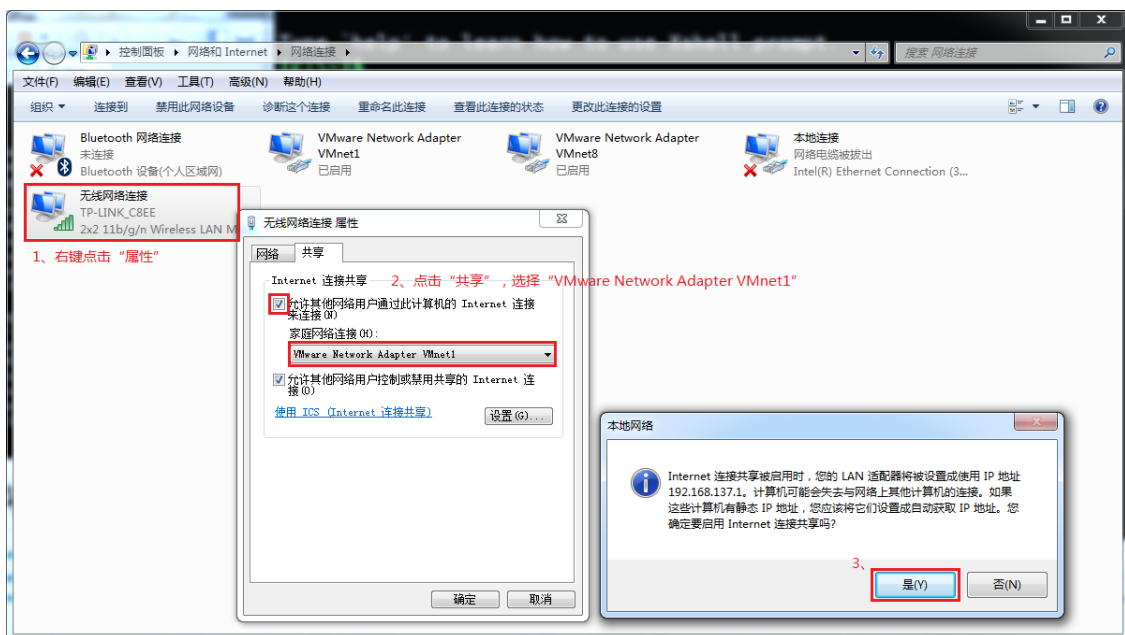 Type `help' to learn how to use Xshell prompt.
控制面板 ▸ 网络和 Internet ▸ 网络连接 ▸
搜索 网络连接
文件(F) 编辑(E) 查看(V) 工具(T) 高级(N) 帮助(H)
组织 连接到 禁用此网络设备 诊断这个连接 重命名此连接 查看此连接的状态 更改此连接的设置
Bluetooth 网络连接
未连接
Bluetooth 设备(个人区域网)
VMware Network Adapter
VMnet1
已启用
VMware Network Adapter
VMnet8
已启用
本地连接
网络电缆被拔出
Intel(R) Ethernet Connection (3...
无线网络连接
TP-LINK_C8EE
2x2 11b/g/n Wireless LAN M
1、右键点击“属性”
无线网络连接 属性
网络 共享
Internet 连接共享
2、点击“共享”，选择“VMware Network Adapter VMnet1”
允许其他网络用户通过此计算机的 Internet 连接
来连接(N)
家庭网络连接(H):
VMware Network Adapter VMnet1
允许其他网络用户控制或禁用共享的 Internet 连
接(O)
使用 ICS (Internet 连接共享)
设置(G)...
确定 取消
本地网络
Internet 连接共享被启用时，您的 LAN 适配器将被设置成使用 IP 地址
192.168.137.1。计算机可能会失去与网络上其他计算机的连接。如果
这些计算机有静态 IP 地址，您应该将它们设置成自动获取 IP 地址。您
确定要启用 Internet 连接共享吗?
3、
是(Y) 否(N)